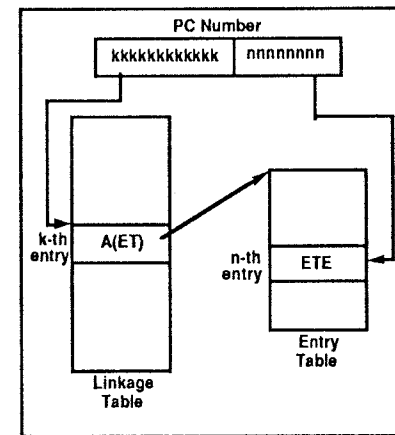 PC Number
kkkkkkkkkkkk nnnnnnnn
k-th
entry
A(ET)
n-th
entry
ETE
Linkage
Table
Entry
Table